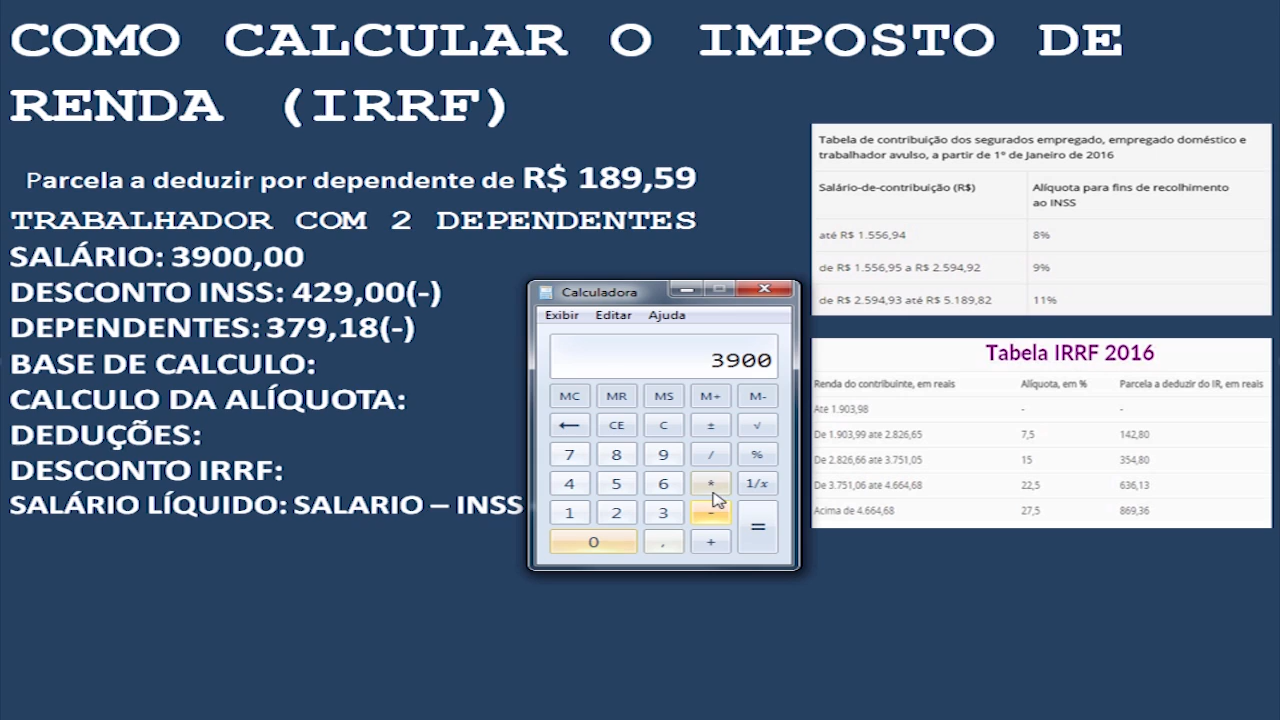 COMO CALCULAR O IMPOSTO DE
RENDA (IRRF)
Parcela a deduzir por dependente de R$ 189,59
TRABALHADOR COM 2 DEPENDENTES
SALÁRIO: 3900,00
DESCONTO INSS: 429,00(-)
DEPENDENTES: 379,18(-)
BASE DE CALCULO:
CALCULO DA ALÍQUOTA:
DEDUÇÕES:
DESCONTO IRRF:
SALÁRIO LÍQUIDO: SALARIO – INSS
Calculadora
Exibir Editar Ajuda
3900
MC MR MS M+ M-
← CE C ± √
7 8 9 / %
4 5 6 * 1/x
1 2 3 - =
0 , +
Tabela de contribuição dos segurados empregado, empregado doméstico e
trabalhador avulso, a partir de 1º de Janeiro de 2016
Salário-de-contribuição (R$) Alíquota para fins de recolhimento
ao INSS
até R$ 1.556,94 8%
de R$ 1.556,95 a R$ 2.594,92 9%
de R$ 2.594,93 até R$ 5.189,82 11%
Tabela IRRF 2016
Renda do contribuinte, em reais Alíquota, em % Parcela a deduzir do IR, em reais
Até 1.903,98 - -
De 1.903,99 até 2.826,65 7,5 142,80
De 2.826,66 até 3.751,05 15 354,80
De 3.751,06 até 4.664,68 22,5 636,13
Acima de 4.664,68 27,5 869,36